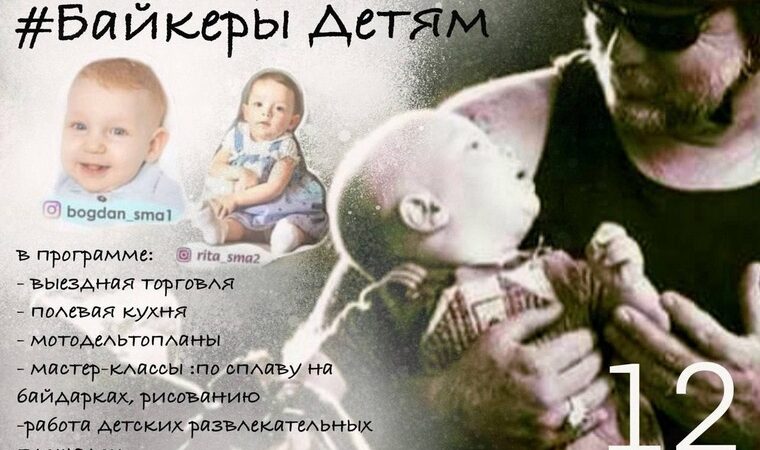 #Байкеры Детям
bogdan_sma1
rita_sma2
в программе:
- выездная торговля
- полевая кухня
- мотодельтопланы
- мастер-классы :по сплаву на
байдарках, рисованию
-работа детских развлекательных
12